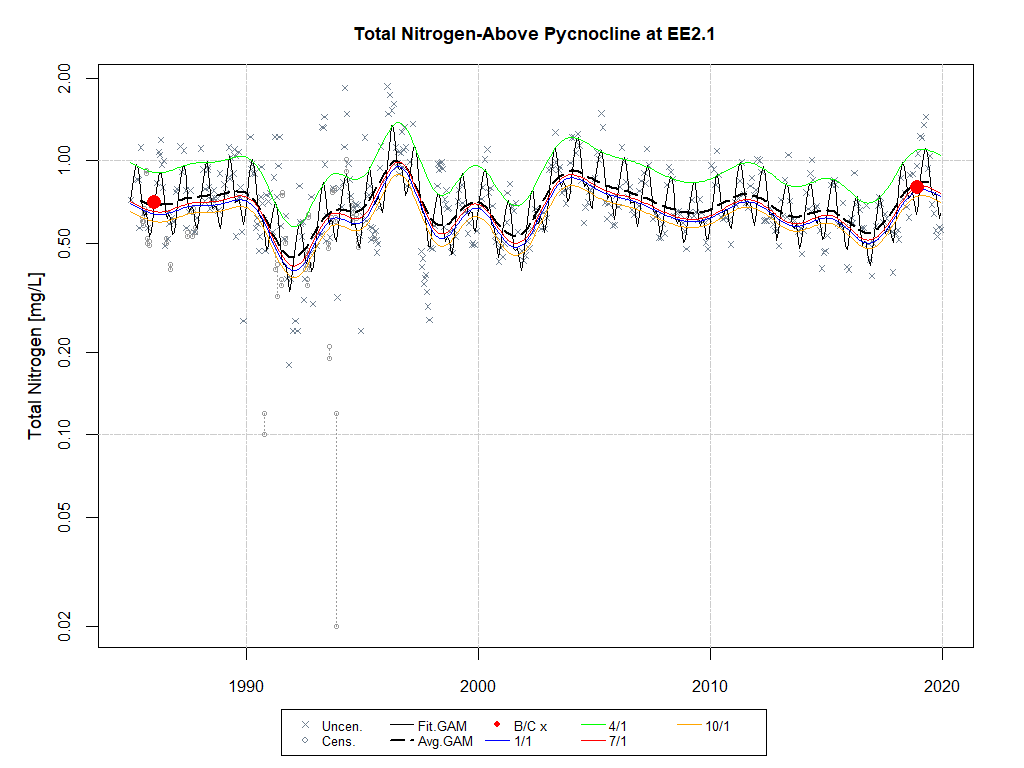 Total Nitrogen-Above Pycnocline at EE2.1
Total Nitrogen [mg/L]
2.00
1.00
0.50
0.20
0.10
0.05
0.02
1990
2000
2010
2020
Uncen. Fit.GAM B/C x 4/1 10/1
Cens. Avg.GAM 1/1 7/1